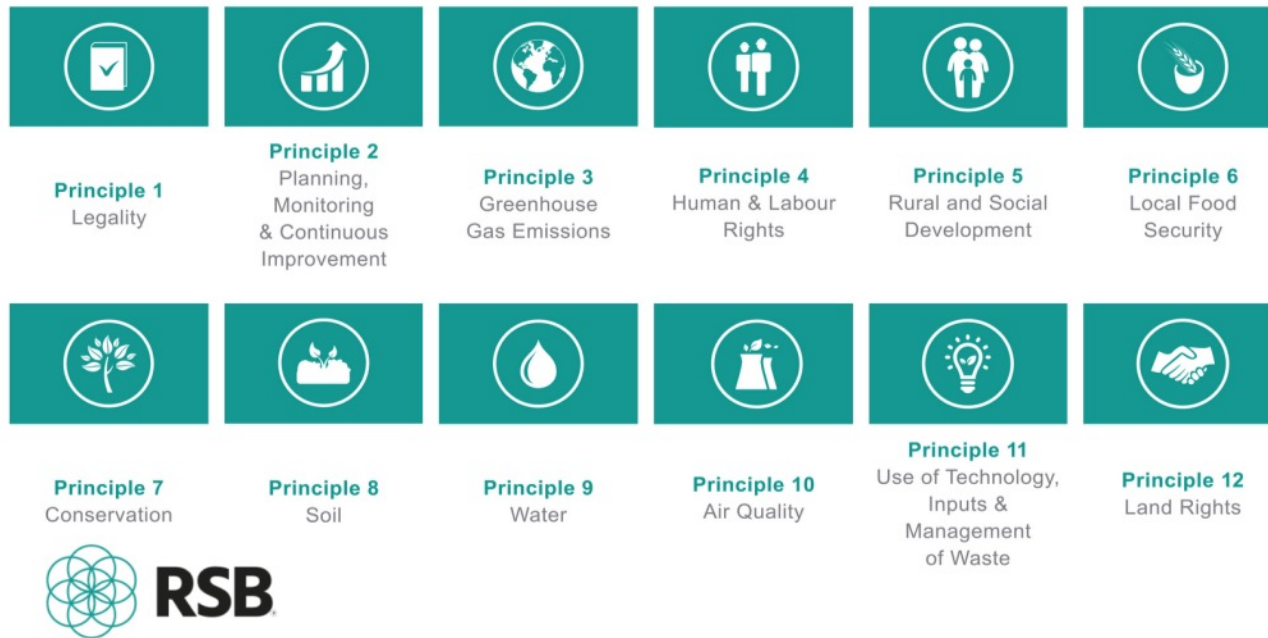 Principle 1
Legality
Principle 2
Planning,
Monitoring
& Continuous
Improvement
Principle 3
Greenhouse
Gas Emissions
Principle 4
Human & Labour
Rights
Principle 5
Rural and Social
Development
Principle 6
Local Food
Security
Principle 7
Conservation
Principle 8
Soil
Principle 9
Water
Principle 10
Air Quality
Principle 11
Use of Technology,
Inputs &
Management
of Waste
Principle 12
Land Rights
RSB